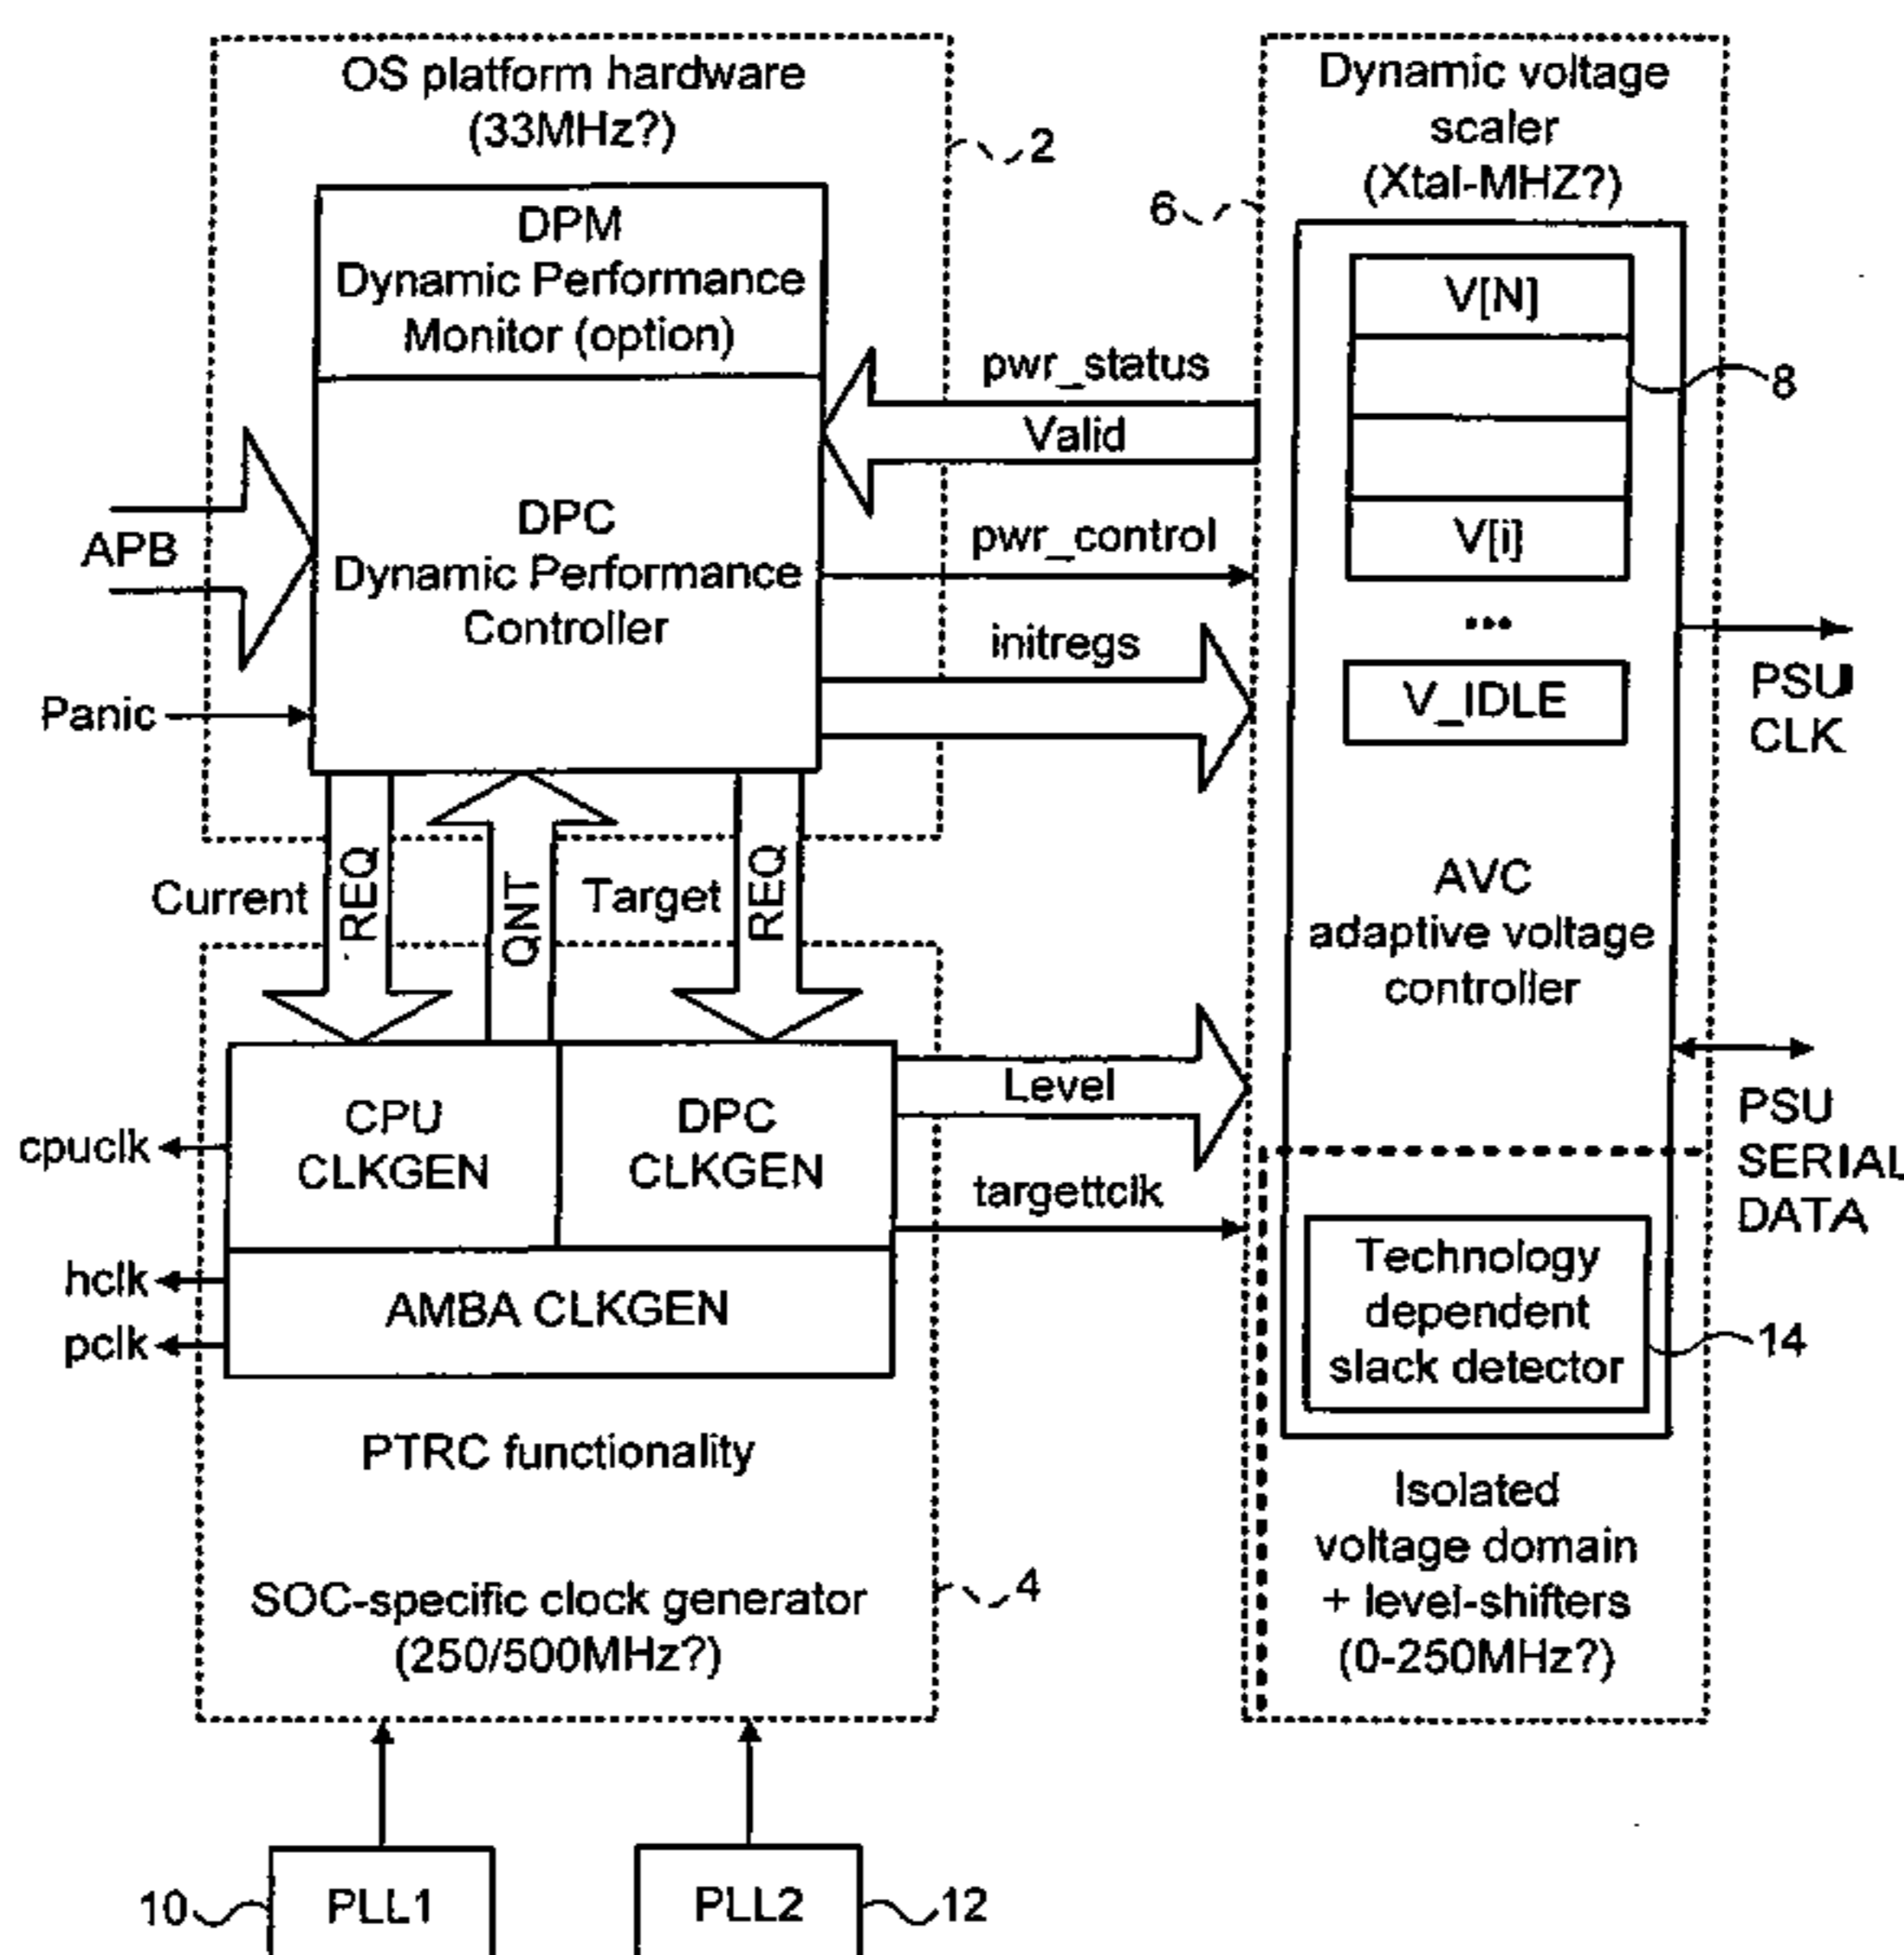 OS platform hardware
(33MHz?)
2
DPM
Dynamic Performance
Monitor (option)
DPC
Dynamic Performance
Controller
APB
Panic
pwr_status
Valid
pwr_control
initregs
Dynamic voltage
scaler
(Xtal-MHZ?)
6
V[N]
8
V[i]
...
V_IDLE
PSU
CLK
AVC
adaptive voltage
controller
PSU
SERIAL
DATA
Technology
dependent
slack detector
14
Isolated
voltage domain
+ level-shifters
(0-250MHz?)
Current
REQ
QNT
Target
REQ
CPU
CLKGEN
DPC
CLKGEN
Level
targettclk
cpuclk
hclk
pclk
AMBA CLKGEN
PTRC functionality
SOC-specific clock generator
(250/500MHz?)
4
10
PLL1
PLL2
12